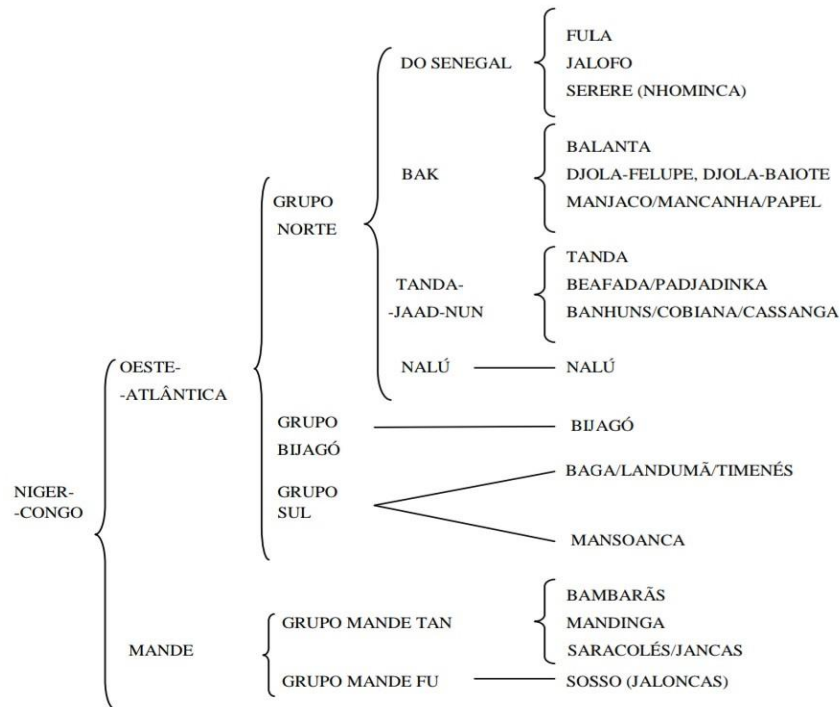 NIGER-
-CONGO
OESTE-
-ATLÂNTICA
GRUPO
NORTE
DO SENEGAL
FULA
JALOFO
SERERE (NHOMINCA)
BAK
BALANTA
DJOLA-FELUPE, DJOLA-BAIOTE
MANJACO/MANCANHA/PAPEL
TANDA-
-JAAD-NUN
TANDA
BEAFADA/PADJADINKA
BANHUNS/COBIANA/CASSANGA
NALÚ
NALÚ
GRUPO
BIJAGÓ
BIJAGÓ
GRUPO
SUL
BAGA/LANDUMÃ/TIMENÉS
MANSOANCA
MANDE
GRUPO MANDE TAN
BAMBARÃS
MANDINGA
SARACOLÉS/JANCAS
GRUPO MANDE FU
SOSSO (JALONCAS)